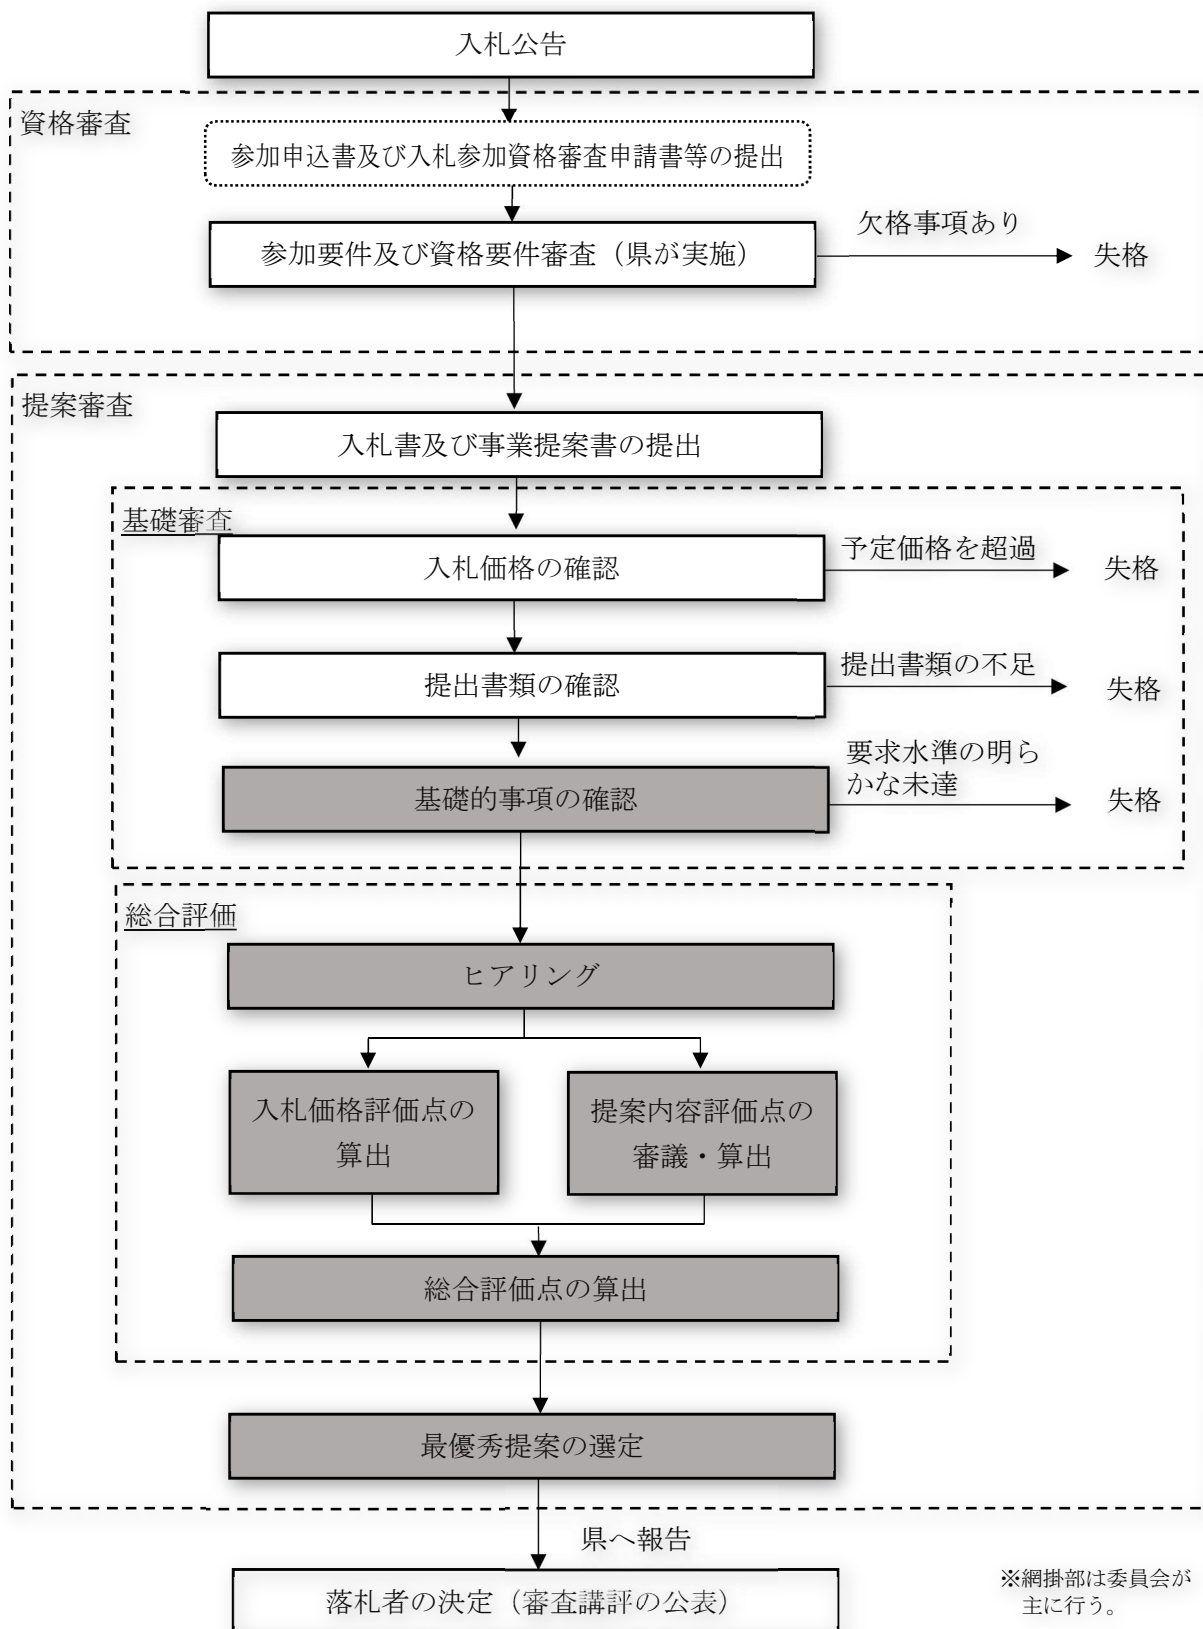 入札公告
資格審査
参加申込書及び入札参加資格審査申請書等の提出
参加要件及び資格要件審査（県が実施）
欠格事項あり
失格
提案審査
入札書及び事業提案書の提出
基礎審査
入札価格の確認
予定価格を超過
失格
提出書類の確認
提出書類の不足
失格
基礎的事項の確認
要求水準の明ら
かな未達
失格
総合評価
ヒアリング
入札価格評価点の
算出
提案内容評価点の
審議・算出
総合評価点の算出
最優秀提案の選定
県へ報告
落札者の決定（審査講評の公表）
※網掛部は委員会が
主に行う。